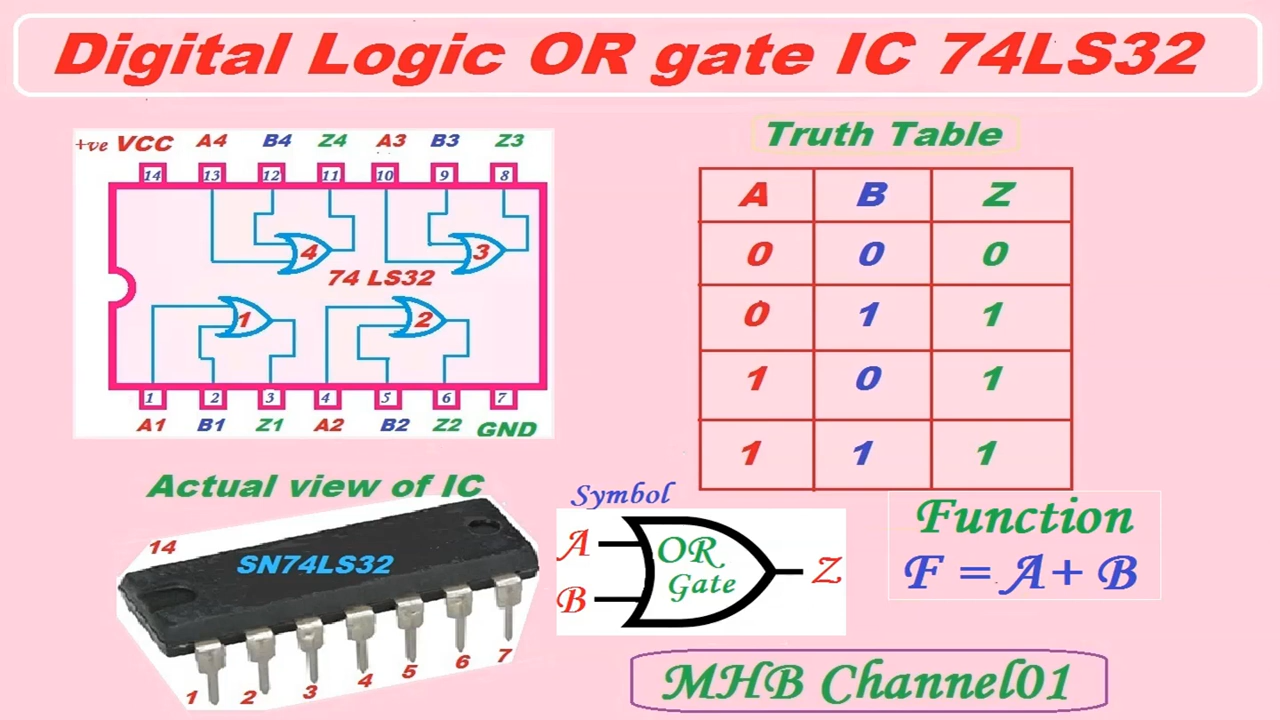 Digital Logic OR gate IC 74LS32
+ve VCC A4 B4 Z4 A3 B3 Z3
14 13 12 11 10 9 8
4 3
74 LS32
1 2
1 2 3 4 5 6 7
A1 B1 Z1 A2 B2 Z2 GND
Truth Table
A B Z
0 0 0
0 1 1
1 0 1
1 1 1
Actual view of IC
14
SN74LS32
1 2 3 4 5 6 7
Symbol
A
B
OR
Gate
Z
Function
F = A+ B
MHB Channel01